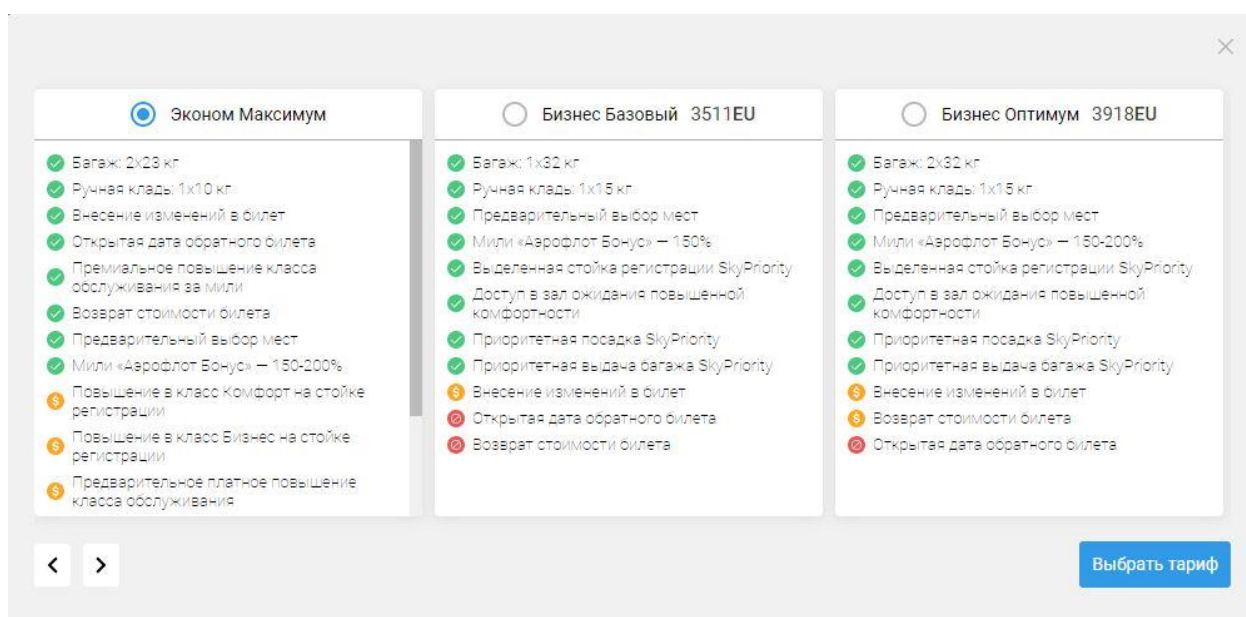 Эконом Максимум
Багаж: 2x23 кг
Ручная кладь: 1x10 кг
Внесение изменений в билет
Открытая дата обратного билета
Премиальное повышение класса
обслуживания за мили
Возврат стоимости билета
Предварительный выбор мест
Мили «Аэрофлот Бонус» — 150-200%
Повышение в класс Комфорт на стойке
регистрации
Повышение в класс Бизнес на стойке
регистрации
Предварительное платное повышение
класса обслуживания
Бизнес Базовый 3511EU
Багаж: 1x32 кг
Ручная кладь: 1x15 кг
Предварительный выбор мест
Мили «Аэрофлот Бонус» — 150%
Выделенная стойка регистрации SkyPriority
Доступ в зал ожидания повышенной
комфортности
Приоритетная посадка SkyPriority
Приоритетная выдача багажа SkyPriority
Внесение изменений в билет
Открытая дата обратного билета
Возврат стоимости билета
Бизнес Оптимум 3918EU
Багаж: 2x32 кг
Ручная кладь: 1x15 кг
Предварительный выбор мест
Мили «Аэрофлот Бонус» — 150-200%
Выделенная стойка регистрации SkyPriority
Доступ в зал ожидания повышенной
комфортности
Приоритетная посадка SkyPriority
Приоритетная выдача багажа SkyPriority
Внесение изменений в билет
Возврат стоимости билета
Открытая дата обратного билета
Выбрать тариф